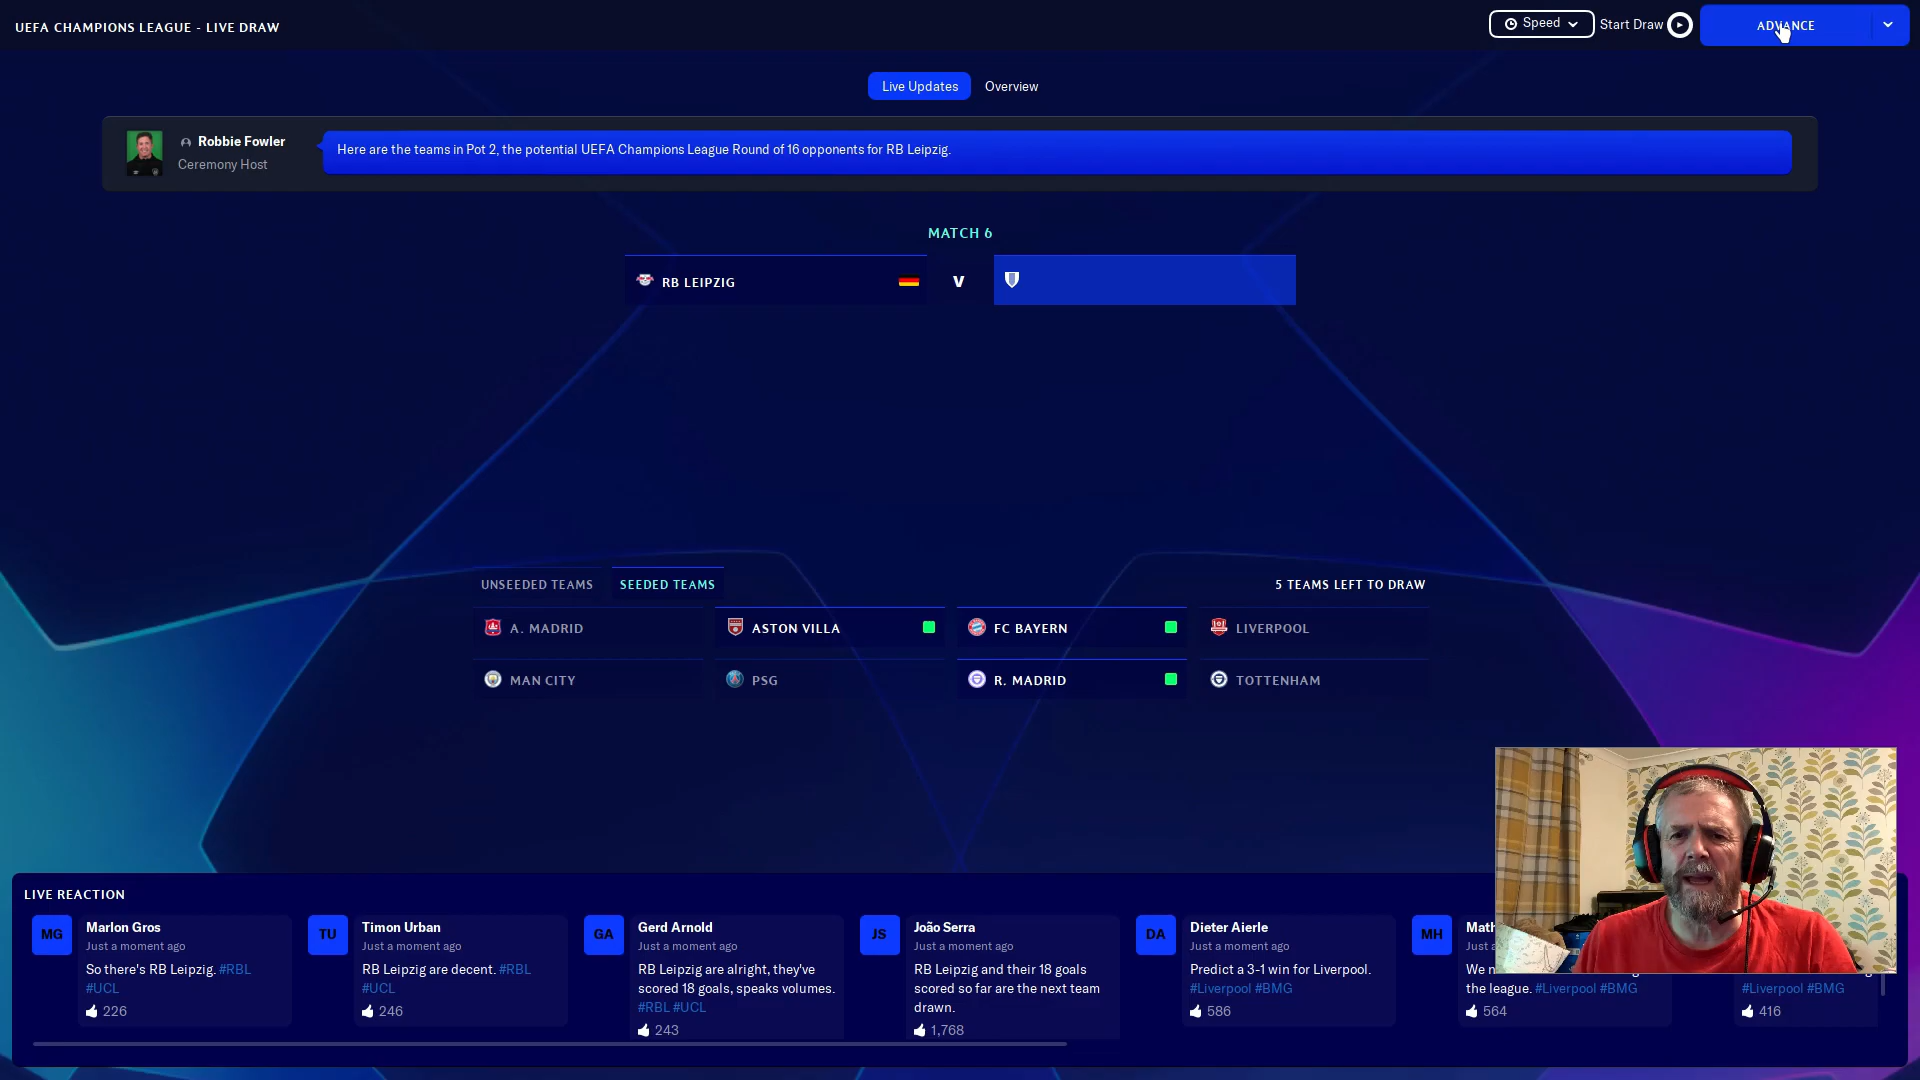 UEFA CHAMPIONS LEAGUE - LIVE DRAW
Speed
Start Draw
ADVANCE
Live Updates
Overview
Robbie Fowler
Ceremony Host
Here are the teams in Pot 2, the potential UEFA Champions League Round of 16 opponents for RB Leipzig.
MATCH 6
RB LEIPZIG
V
UNSEEDED TEAMS
SEEDED TEAMS
5 TEAMS LEFT TO DRAW
A. MADRID
ASTON VILLA
FC BAYERN
LIVERPOOL
MAN CITY
PSG
R. MADRID
TOTTENHAM
LIVE REACTION
MG
Marlon Gros
Just a moment ago
So there's RB Leipzig. #RBL
#UCL
226
TU
Timon Urban
Just a moment ago
RB Leipzig are decent. #RBL
#UCL
246
GA
Gerd Arnold
Just a moment ago
RB Leipzig are alright, they've
scored 18 goals, speaks volumes.
#RBL #UCL
243
JS
João Serra
Just a moment ago
RB Leipzig and their 18 goals
scored so far are the next team
drawn.
1,768
DA
Dieter Aierle
Just a moment ago
Predict a 3-1 win for Liverpool.
#Liverpool #BMG
586
MH
Just a
the league. #Liverpool #BMG
564
#Liverpool #BMG
416